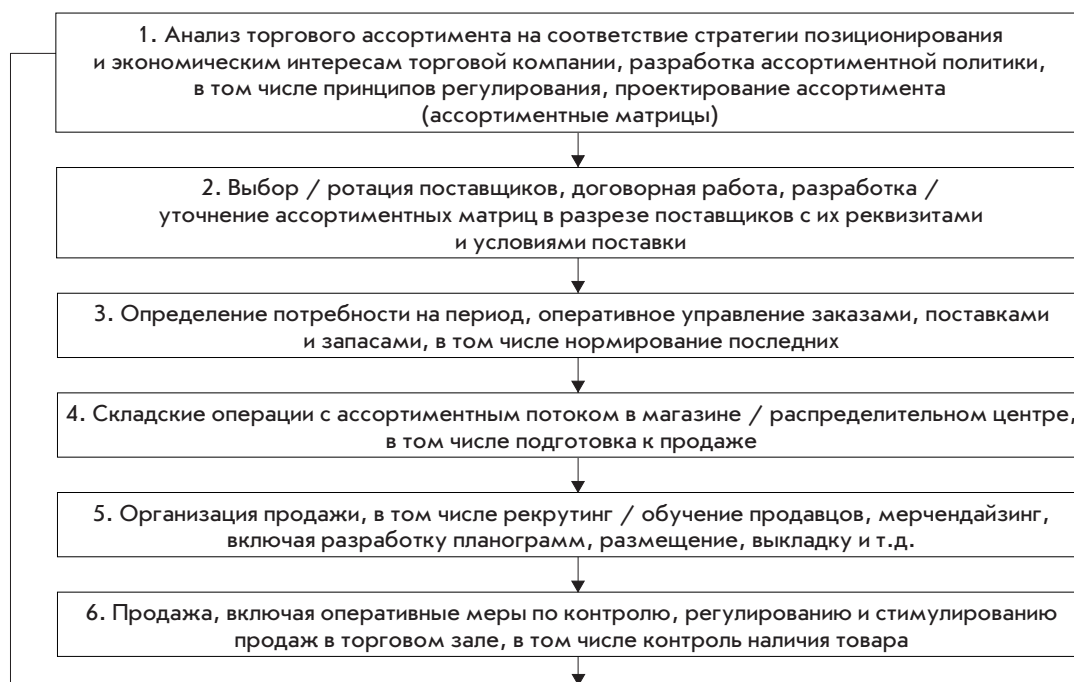 1. Анализ торгового ассортимента на соответствие стратегии позиционирования
и экономическим интересам торговой компании, разработка ассортиментной политики,
в том числе принципов регулирования, проектирование ассортимента
(ассортиментные матрицы)
2. Выбор / ротация поставщиков, договорная работа, разработка /
уточнение ассортиментных матриц в разрезе поставщиков с их реквизитами
и условиями поставки
3. Определение потребности на период, оперативное управление заказами, поставками
и запасами, в том числе нормирование последних
4. Складские операции с ассортиментным потоком в магазине / распределительном центре,
в том числе подготовка к продаже
5. Организация продажи, в том числе рекрутинг / обучение продавцов, мерчендайзинг,
включая разработку планограмм, размещение, выкладку и т.д.
6. Продажа, включая оперативные меры по контролю, регулированию и стимулированию
продаж в торговом зале, в том числе контроль наличия товара